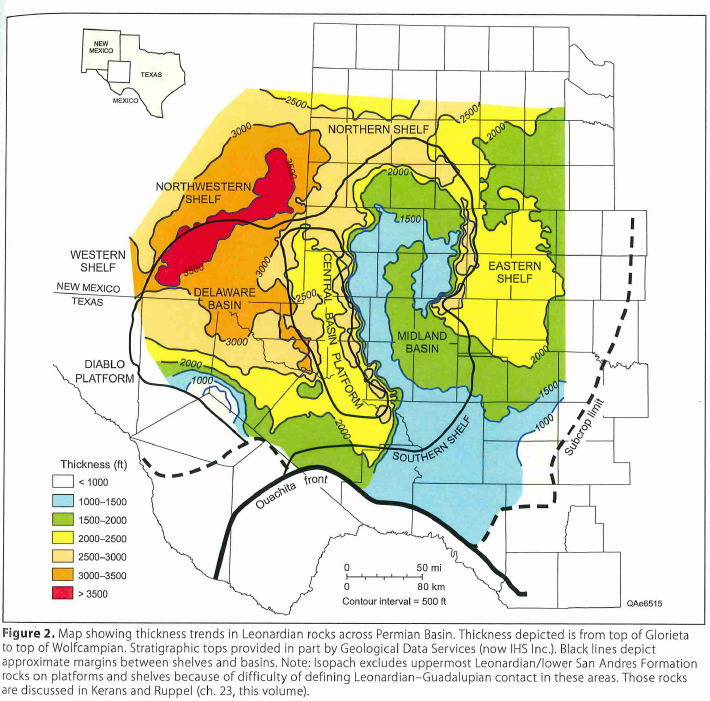 NEW
MEXICO
TEXAS
MEXICO
2500
3000
NORTHERN SHELF
2500
2000
3500
2000
NORTHWESTERN
SHELF
1500
WESTERN
SHELF
3500
3000
CENTRAL BASIN PLATFORM
EASTERN
SHELF
NEW MEXICO
TEXAS
DELAWARE
BASIN
2500
3000
MIDLAND
BASIN
DIABLO
PLATFORM
2000
1000
2000
1500
1000
2000
SOUTHERN SHELF
Subcrop limit
Ouachita front
Thickness (ft)
< 1000
1000–1500
1500–2000
2000–2500
2500–3000
3000–3500
> 3500
0 50 mi
0 80 km
Contour interval = 500 ft
QAe6515
Figure 2. Map showing thickness trends in Leonardian rocks across Permian Basin. Thickness depicted is from top of Glorieta
to top of Wolfcampian. Stratigraphic tops provided in part by Geological Data Services (now IHS Inc.). Black lines depict
approximate margins between shelves and basins. Note: Isopach excludes uppermost Leonardian/lower San Andres Formation
rocks on platforms and shelves because of difficulty of defining Leonardian–Guadalupian contact in these areas. Those rocks
are discussed in Kerans and Ruppel (ch. 23, this volume).